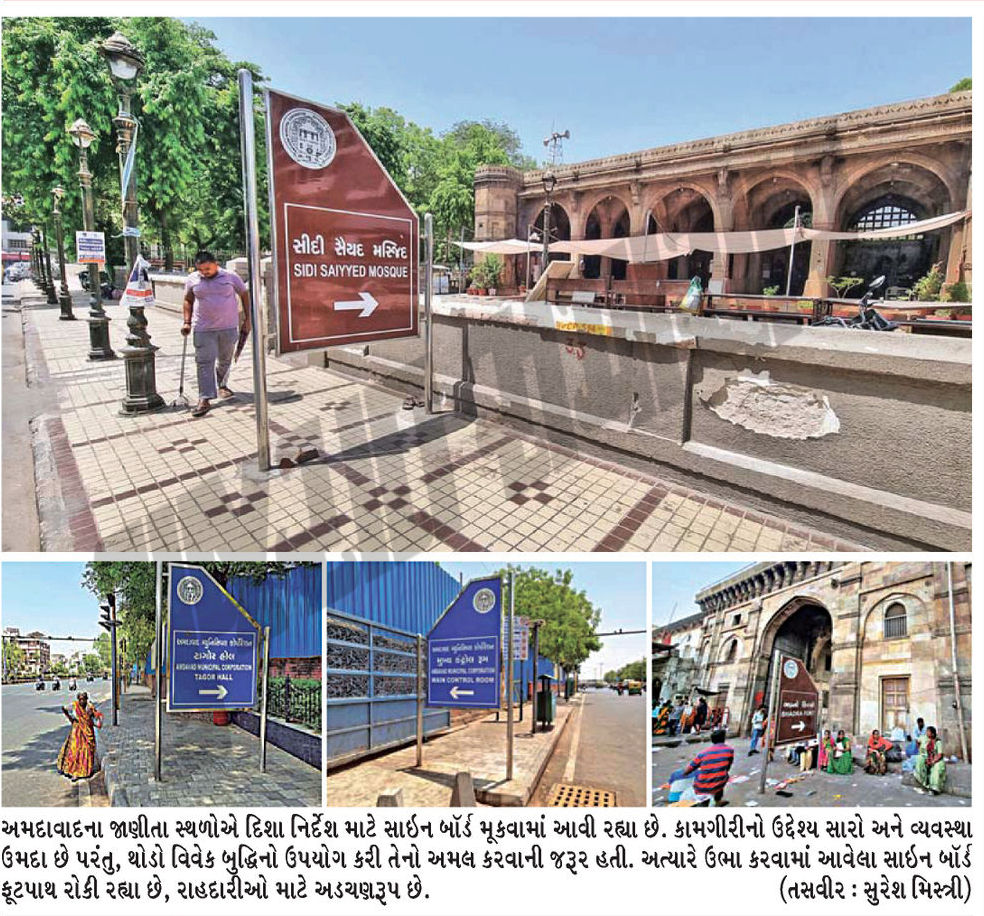 સીદી સૈયદ મસ્જિદ
SIDI SAIYYED MOSQUE
અમદાવાદ મ્યુનિસિપલ કોર્પોરેશન
ટાગોર હોલ
AMDAVAD MUNICIPAL CORPORATION
TAGOR HALL
અમદાવાદ મ્યુનિસિપલ કોર્પોરેશન
મુખ્ય કંટ્રોલ રૂમ
AMDAVAD MUNICIPAL CORPORATION
MAIN CONTROL ROOM
BHADRA FORT
અમદાવાદના જાણીતા સ્થળોએ દિશા નિર્દેશ માટે સાઇન બૉર્ડ મૂકવામાં આવી રહ્યા છે. કામગીરીનો ઉદ્દેશ્ય સારો અને વ્યવસ્થા
ઉમદા છે પરંતુ, થોડો વિવેક બુદ્ધિનો ઉપયોગ કરી તેનો અમલ કરવાની જરૂર હતી. અત્યારે ઉભા કરવામાં આવેલા સાઇન બૉર્ડ
ફૂટપાથ રોકી રહ્યા છે, રાહદારીઓ માટે અડચણરૂપ છે. (તસવીર : સુરેશ મિસ્ત્રી)